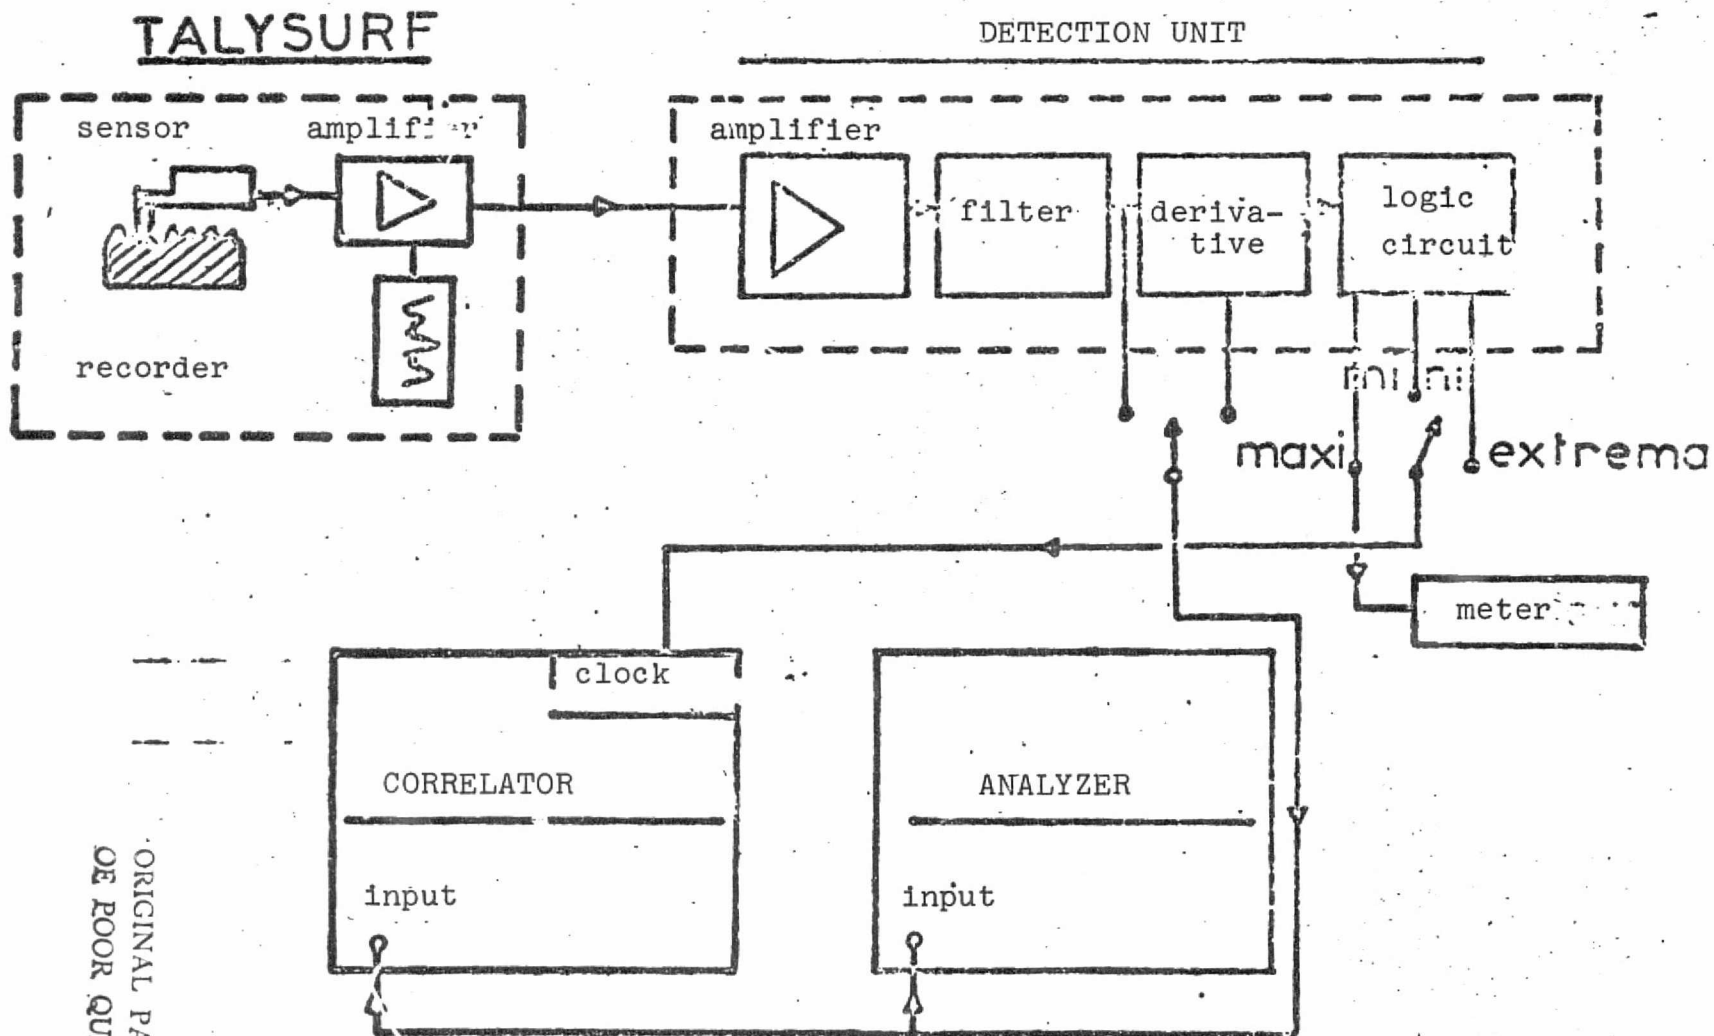 TALYSURF
DETECTION UNIT
sensor
amplifier
recorder
amplifier
filter
deriva-
tive
logic
circuit
mini
maxi
extrema
meter
clock
CORRELATOR
input
ANALYZER
input
ORIGINAL PA
OF POOR QU